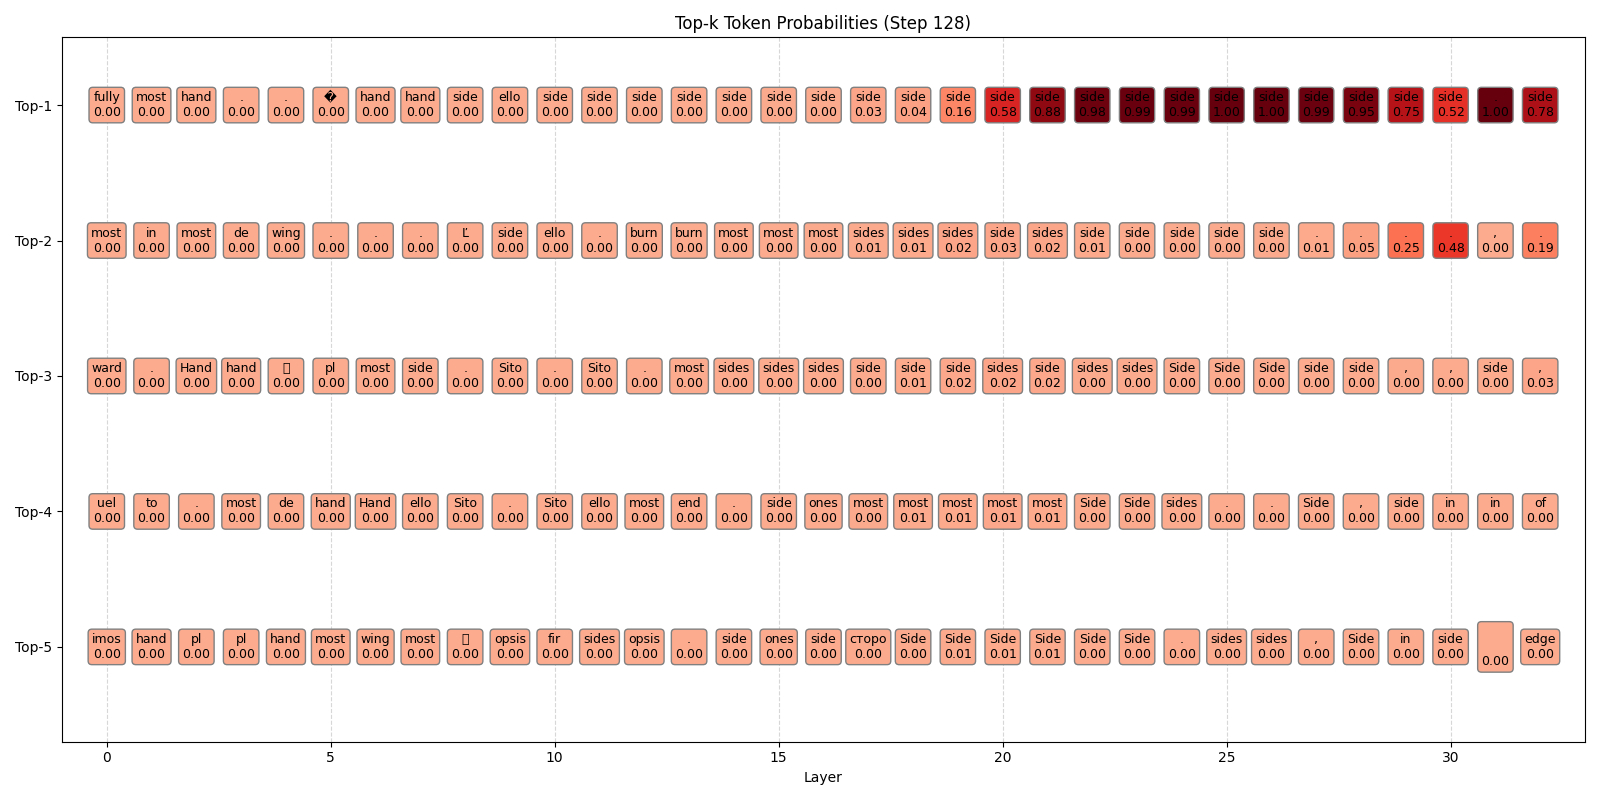 Top-k Token Probabilities (Step 128)
Top-1
fully most hand . . � hand hand side ello side side side side side side side side side side side side side side side side side side side side side side
0.00 0.00 0.00 0.00 0.00 0.00 0.00 0.00 0.00 0.00 0.00 0.00 0.00 0.00 0.00 0.00 0.00 0.03 0.04 0.16 0.58 0.88 0.98 0.99 0.99 1.00 1.00 0.99 0.95 0.75 0.52 1.00 0.78
Top-2
most in most de wing . . . Ľ side ello . burn burn most most most sides sides sides side sides side side side side side . . . . , .
0.00 0.00 0.00 0.00 0.00 0.00 0.00 0.00 0.00 0.00 0.00 0.00 0.00 0.00 0.00 0.00 0.00 0.01 0.01 0.02 0.03 0.02 0.01 0.00 0.00 0.00 0.00 0.01 0.05 0.25 0.48 0.00 0.19
Top-3
ward . Hand hand pl most side . Sito . Sito . most sides sides sides side side side sides side sides sides Side Side Side side side , , side ,
0.00 0.00 0.00 0.00 0.00 0.00 0.00 0.00 0.00 0.00 0.00 0.00 0.00 0.00 0.00 0.00 0.00 0.00 0.01 0.02 0.02 0.02 0.00 0.00 0.00 0.00 0.00 0.00 0.00 0.00 0.00 0.00 0.03
Top-4
uel to . most de hand Hand ello Sito . Sito ello most end . side ones most most most most most Side Side sides . . Side , side in in of
0.00 0.00 0.00 0.00 0.00 0.00 0.00 0.00 0.00 0.00 0.00 0.00 0.00 0.00 0.00 0.00 0.00 0.00 0.01 0.01 0.01 0.01 0.00 0.00 0.00 0.00 0.00 0.00 0.00 0.00 0.00 0.00 0.00
Top-5
imos hand pl pl hand most wing most opsis fir sides opsis . side ones side сторо Side Side Side Side Side Side . sides sides , Side in side edge
0.00 0.00 0.00 0.00 0.00 0.00 0.00 0.00 0.00 0.00 0.00 0.00 0.00 0.00 0.00 0.00 0.00 0.00 0.00 0.01 0.01 0.01 0.00 0.00 0.00 0.00 0.00 0.00 0.00 0.00 0.00 0.00 0.00
0 5 10 15 20 25 30
Layer